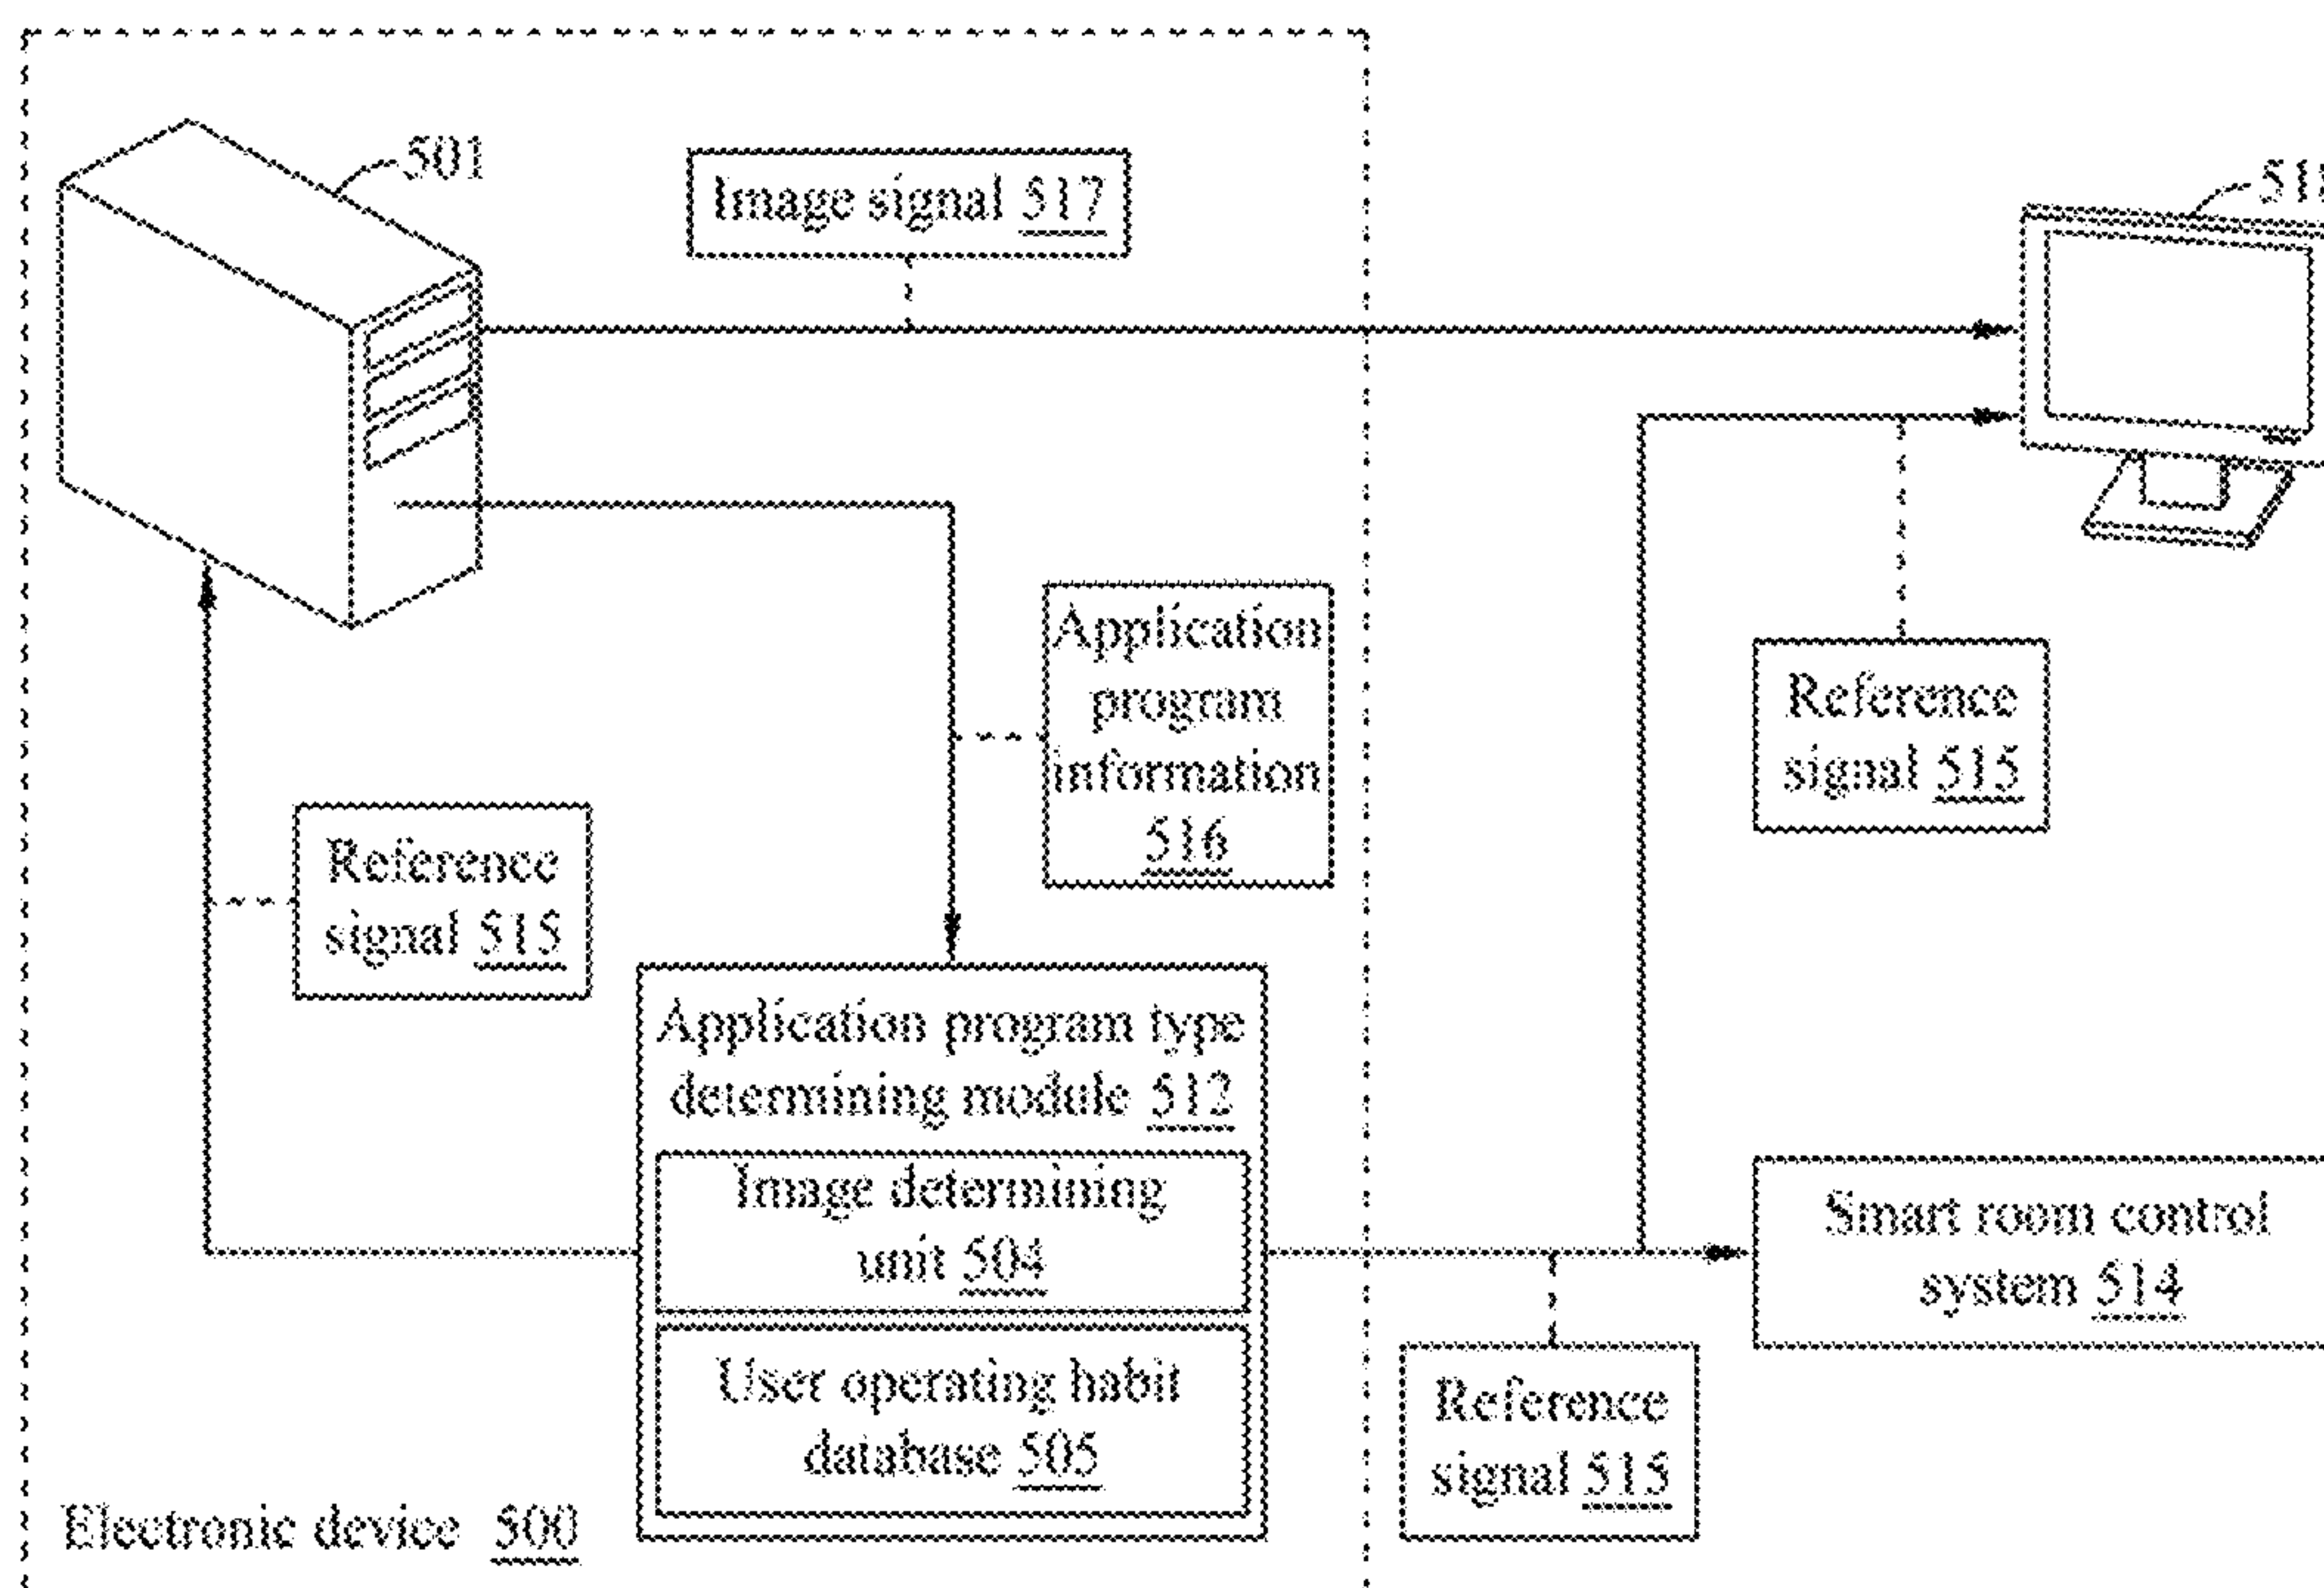 501
Image signal 517
Application
program
information
516
Reference
signal 515
Reference
signal 515
Application program type
determining module 512
Image determining
unit 504
User operating habit
database 505
Smart room control
system 514
Reference
signal 515
Electronic device 500